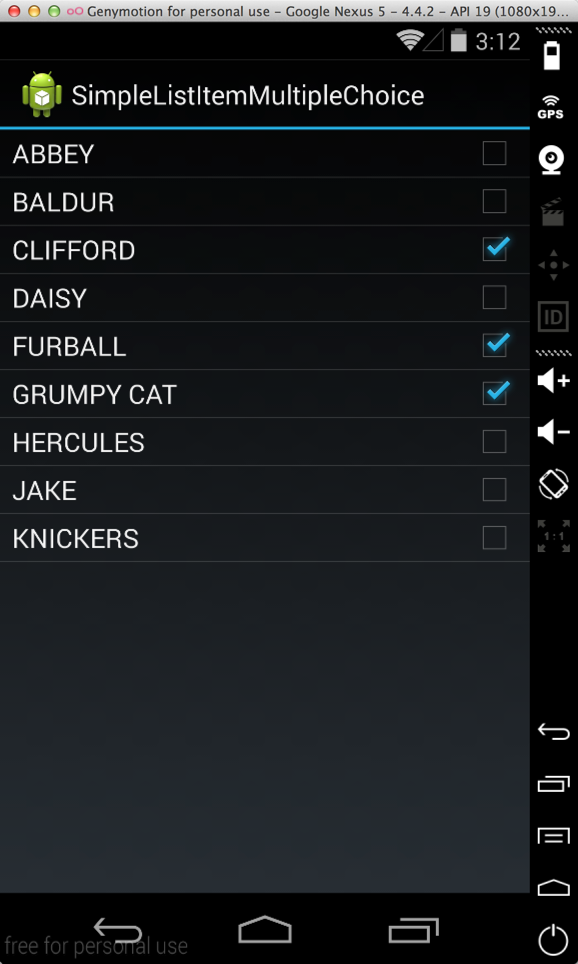 Genymotion for personal use – Google Nexus 5 – 4.4.2 – API 19 (1080x19...
3:12
SimpleListItemMultipleChoice
ABBEY
BALDUR
CLIFFORD
DAISY
FURBALL
GRUMPY CAT
HERCULES
JAKE
KNICKERS
GPS
ID
1:1
free for personal use